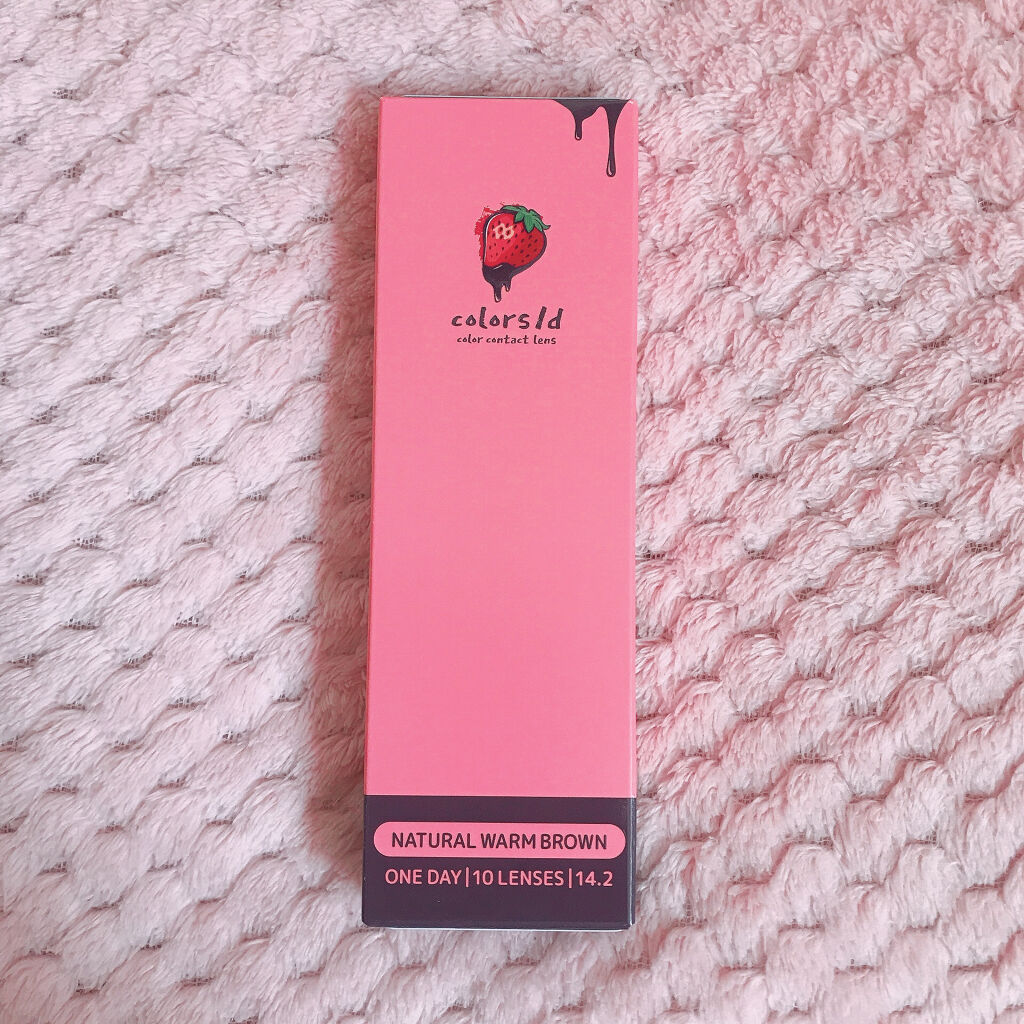 colors/d
color contact lens
NATURAL WARM BROWN
ONE DAY|10 LENSES|14.2